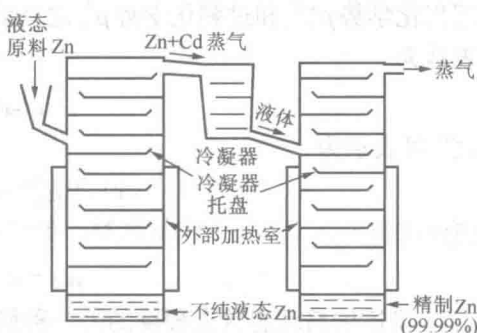 液态
原料Zn
Zn+Cd蒸气
蒸气
液体
冷凝器
冷凝器
托盘
外部加热室
不纯液态Zn
精制Zn
(99.99%)